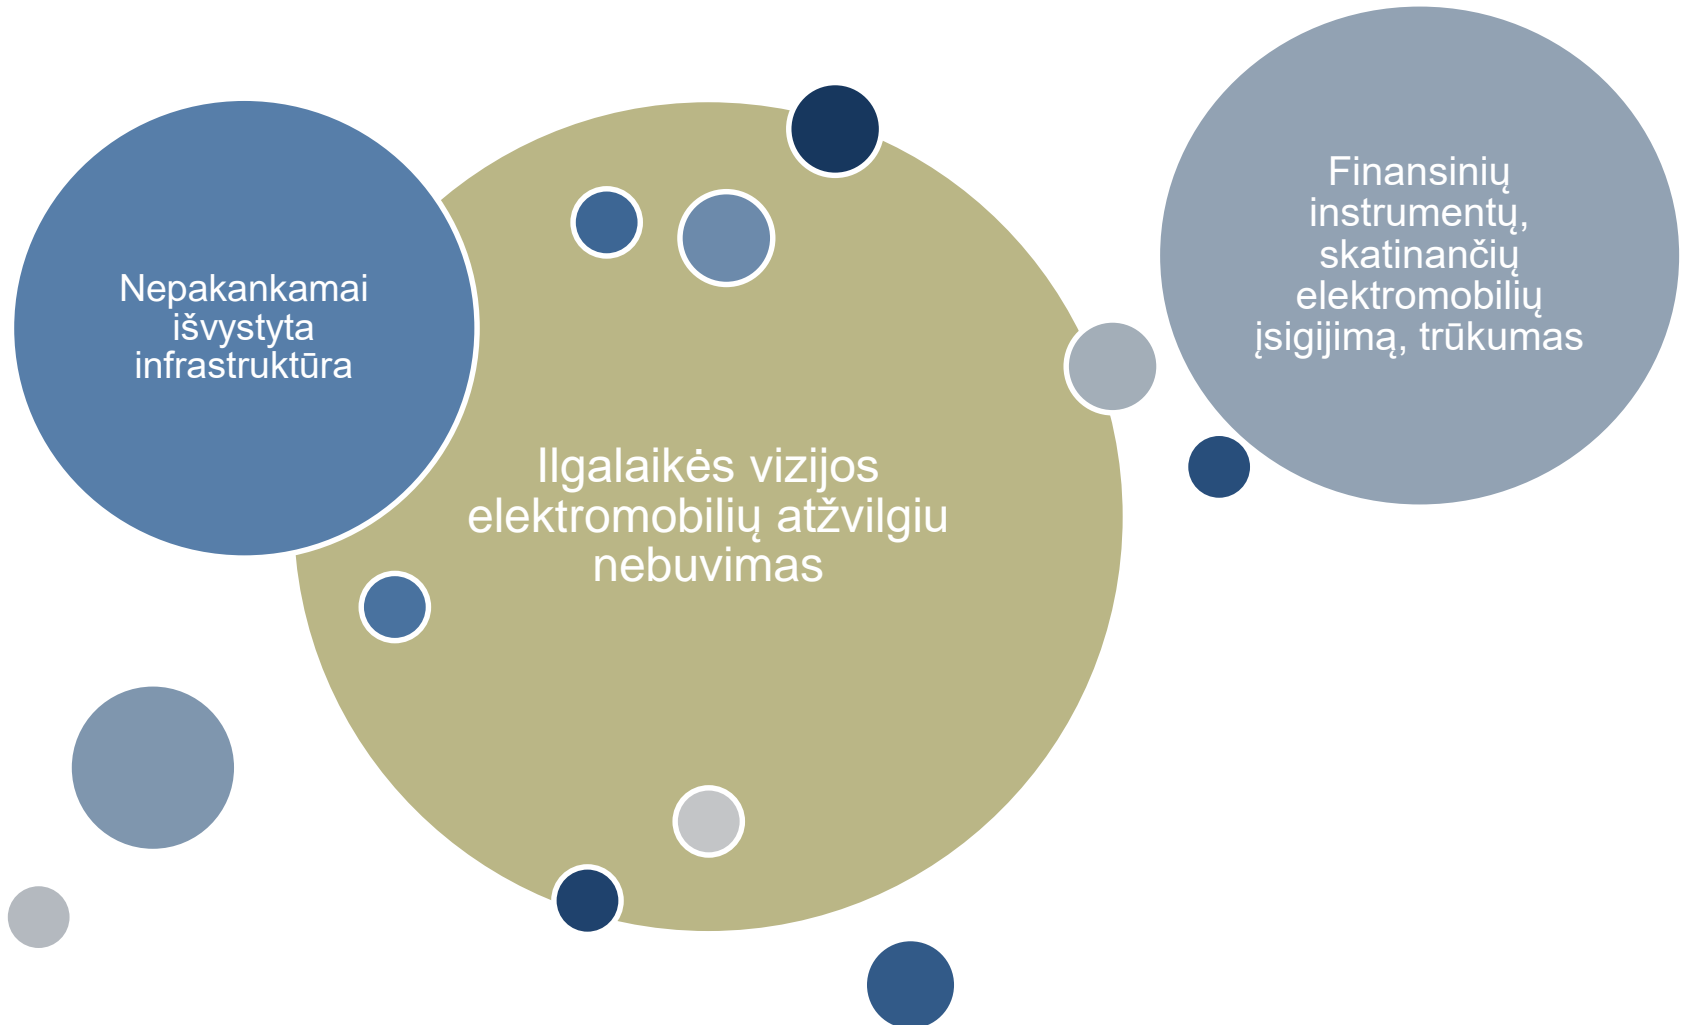 Nepakankamai
išvystyta
infrastruktūra
Ilgalaikės vizijos
elektromobilių atžvilgiu
nebuvimas
Finansinių
instrumentų,
skatinančių
elektromobilių
įsigijimą, trūkumas